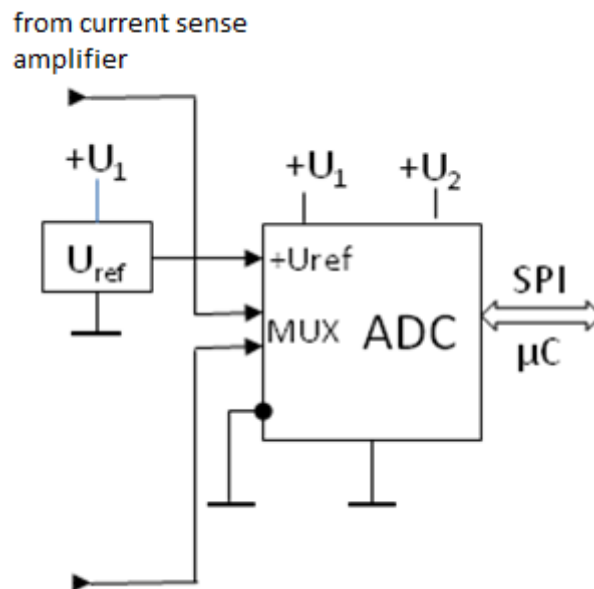 from current sense
amplifier
+U₁
+U₁
+U₂
Uref
+Uref
MUX
ADC
SPI
μC